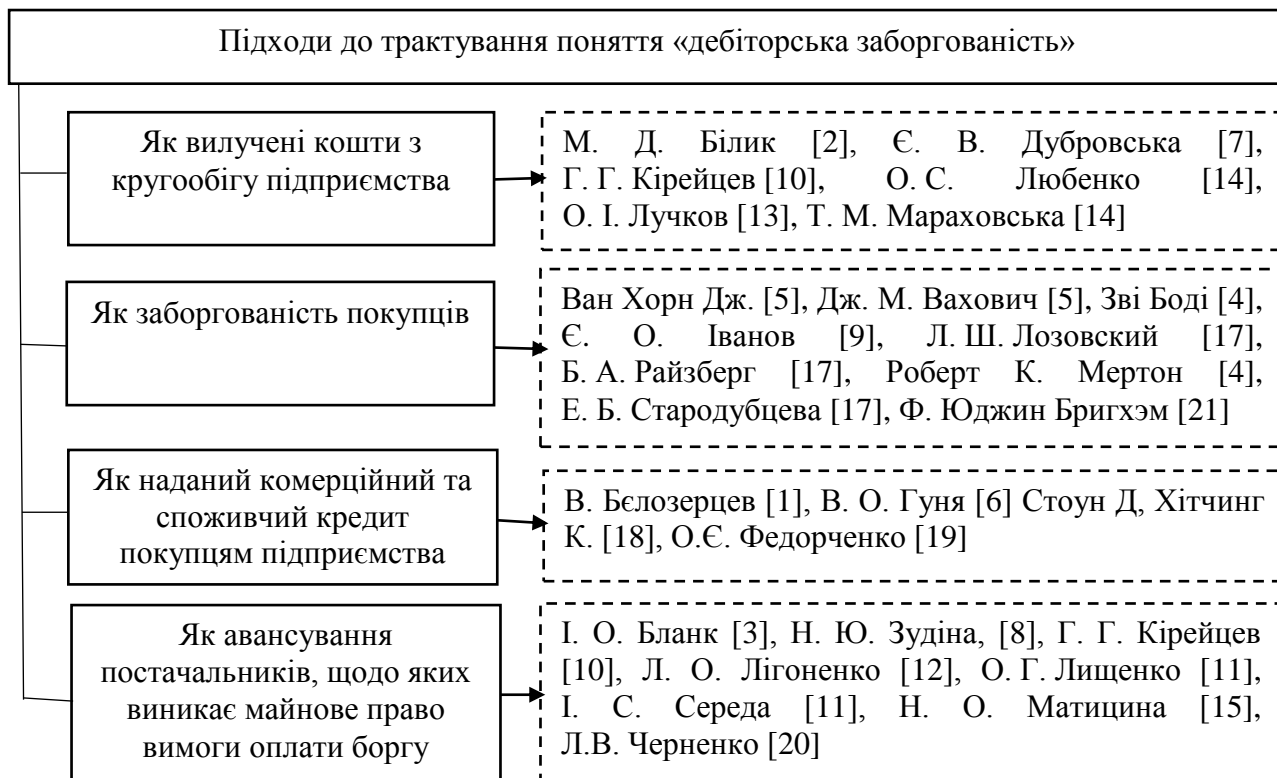 Підходи до трактування поняття «дебіторська заборгованість»
Як вилучені кошти з
кругообігу підприємства
М. Д. Білик [2], Є. В. Дубровська [7],
Г. Г. Кірейцев [10], О. С. Любенко [14],
О. І. Лучков [13], Т. М. Мараховська [14]
Як заборгованість покупців
Ван Хорн Дж. [5], Дж. М. Вахович [5], Зві Боді [4],
Є. О. Іванов [9], Л. Ш. Лозовский [17],
Б. А. Райзберг [17], Роберт К. Мертон [4],
Е. Б. Стародубцева [17], Ф. Юджин Бригхэм [21]
Як наданий комерційний та
споживчий кредит
покупцям підприємства
В. Бєлозерцев [1], В. О. Гуня [6] Стоун Д, Хітчинг
К. [18], О.Є. Федорченко [19]
Як авансування
постачальників, щодо яких
виникає майнове право
вимоги оплати боргу
І. О. Бланк [3], Н. Ю. Зудіна, [8], Г. Г. Кірейцев
[10], Л. О. Лігоненко [12], О. Г. Лищенко [11],
І. С. Середа [11], Н. О. Матицина [15],
Л.В. Черненко [20]